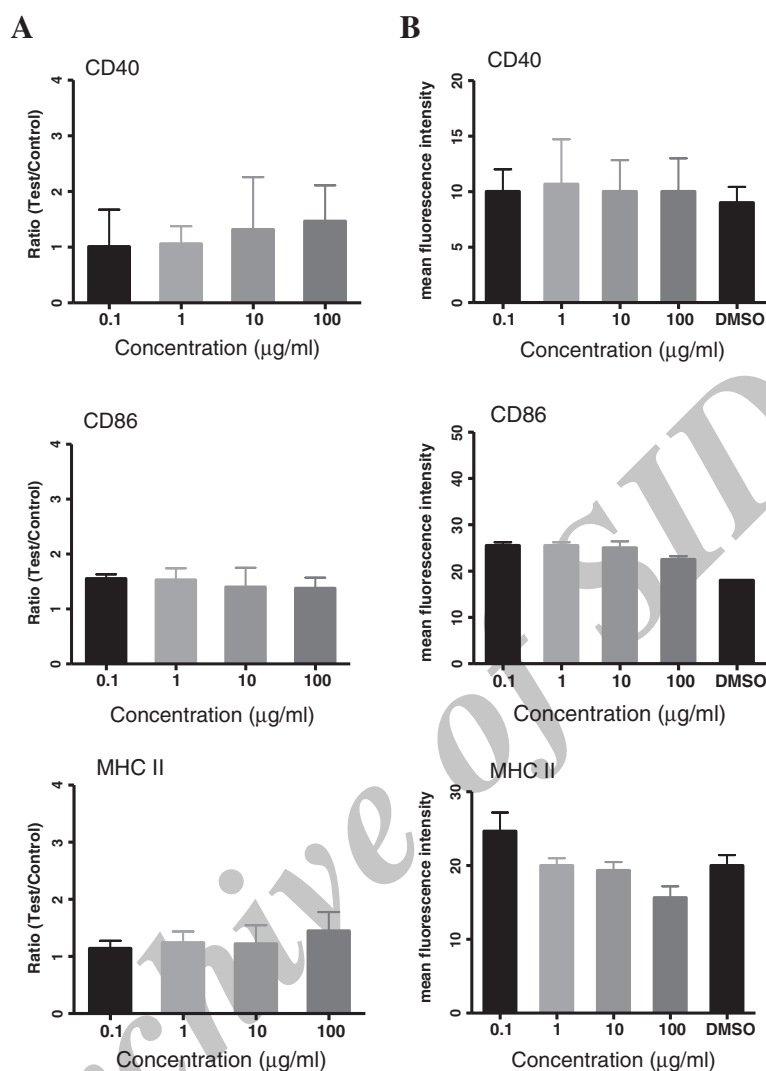 A
B
CD40
Ratio (Test/Control)
4
3
2
1
0
0.1 1 10 100
Concentration (μg/ml)
CD40
mean fluorescence intensity
20
15
10
5
0
0.1 1 10 100 DMSO
Concentration (μg/ml)
CD86
Ratio (Test/Control)
4
3
2
1
0
0.1 1 10 100
Concentration (μg/ml)
CD86
mean fluorescence intensity
50
40
30
20
10
0
0.1 1 10 100 DMSO
Concentration (μg/ml)
MHC II
Ratio (Test/Control)
4
3
2
1
0
0.1 1 10 100
Concentration (μg/ml)
MHC II
mean fluorescence intensity
30
20
10
0
0.1 1 10 100 DMSO
Concentration (μg/ml)
chive of SID